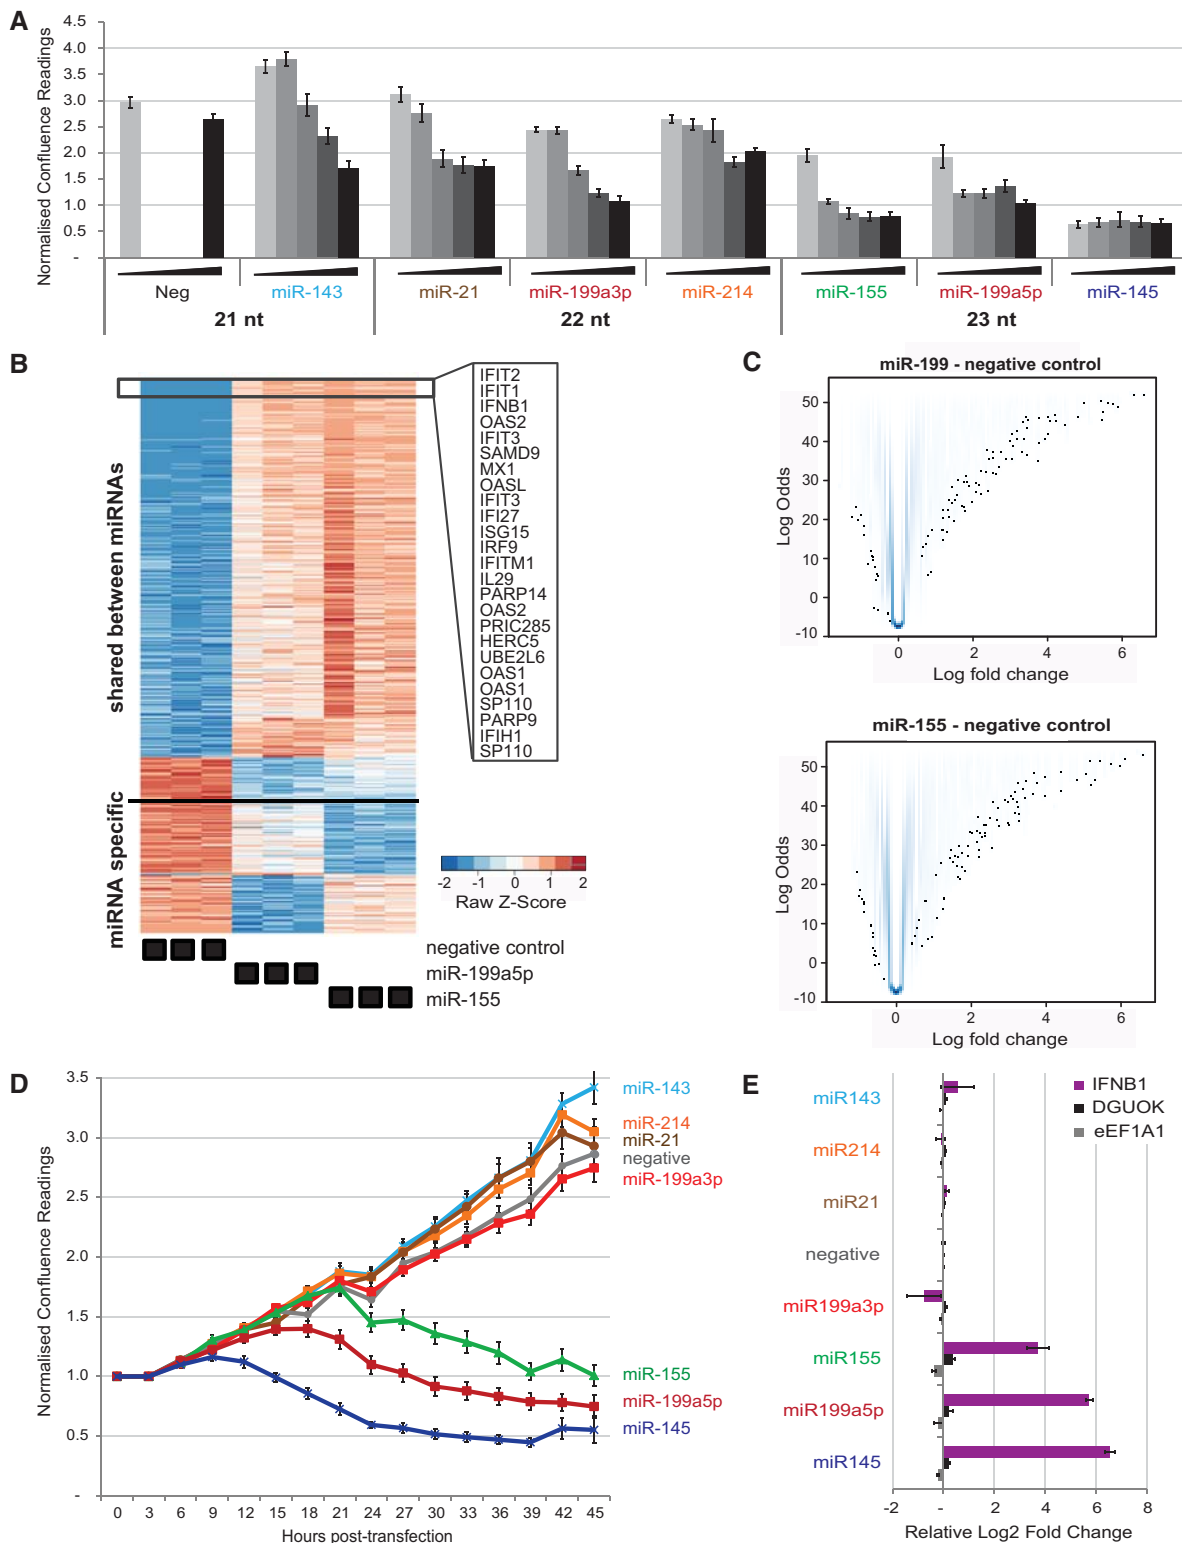 A
Normalised Confluence Readings
4.5
4.0
3.5
3.0
2.5
2.0
1.5
1.0
0.5
-
Neg
miR-143
miR-21
miR-199a3p
miR-214
miR-155
miR-199a5p
miR-145
21 nt
22 nt
23 nt
B
shared between miRNAs
miRNA specific
IFIT2
IFIT1
IFNB1
OAS2
IFIT3
SAMD9
MX1
OASL
IFIT3
IFI27
ISG15
IRF9
IFITM1
IL29
PARP14
OAS2
PRIC285
HERC5
UBE2L6
OAS1
OAS1
SP110
PARP9
IFIH1
SP110
-2 -1 0 1 2
Raw Z-Score
negative control
miR-199a5p
miR-155
C
miR-199 - negative control
Log Odds
50
40
30
20
10
0
-10
0 2 4 6
Log fold change
miR-155 - negative control
Log Odds
50
40
30
20
10
0
-10
0 2 4 6
Log fold change
D
Normalised Confluence Readings
3.5
3.0
2.5
2.0
1.5
1.0
0.5
-
0 3 6 9 12 15 18 21 24 27 30 33 36 39 42 45
Hours post-transfection
miR-143
miR-214
miR-21
negative
miR-199a3p
miR-155
miR-199a5p
miR-145
E
IFNB1
DGUOK
eEF1A1
miR143
miR214
miR21
negative
miR199a3p
miR155
miR199a5p
miR145
-2 - 2 4 6 8
Relative Log2 Fold Change